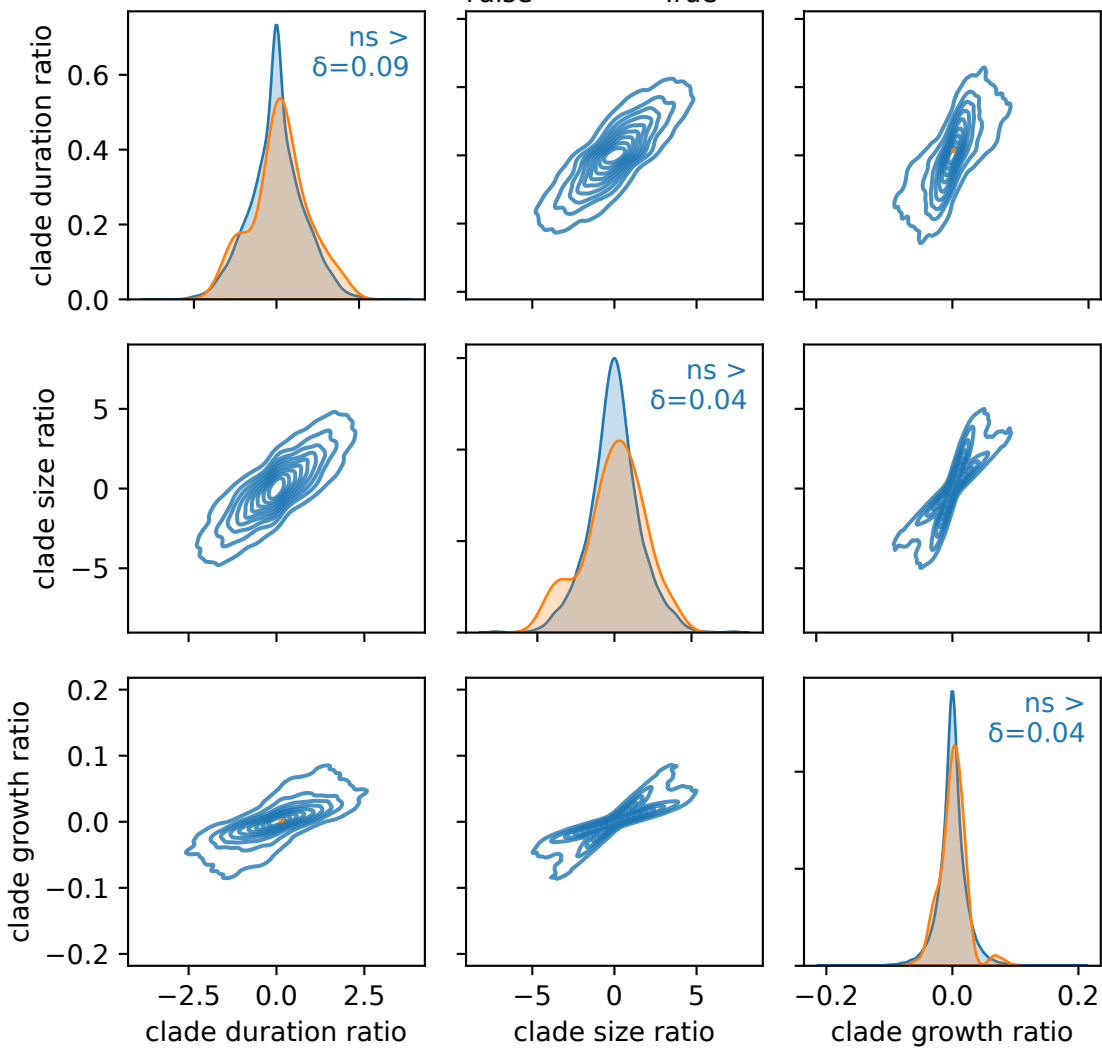 False True
clade duration ratio
0.6
0.4
0.2
0.0
ns >
δ=0.09
clade size ratio
5
0
−5
ns >
δ=0.04
clade growth ratio
0.2
0.1
0.0
−0.1
−0.2
ns >
δ=0.04
−2.5 0.0 2.5
−5 0 5
−0.2 0.0 0.2
clade duration ratio
clade size ratio
clade growth ratio